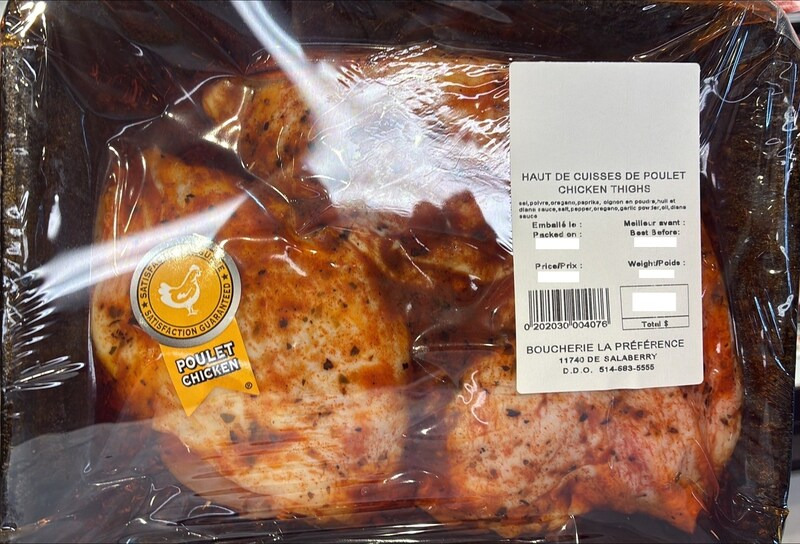 HAUT DE CUISSES DE POULET
CHICKEN THIGHS
sel,poivre,oregano,paprika, oignon en poudre,huil et
diano sauce,salt,pepper,oregano,garlic powder,oil,diana
sauce
Emballé le :
Packed on :
Meilleur avant :
Best Before:
Price/Prix :
Weight/Poids :
0 202030 004076
Total $
BOUCHERIE LA PRÉFÉRENCE
11740 DE SALABERRY
D.D.O. 514-683-5555
SATISFACTION GUARANTEED
POULET
CHICKEN